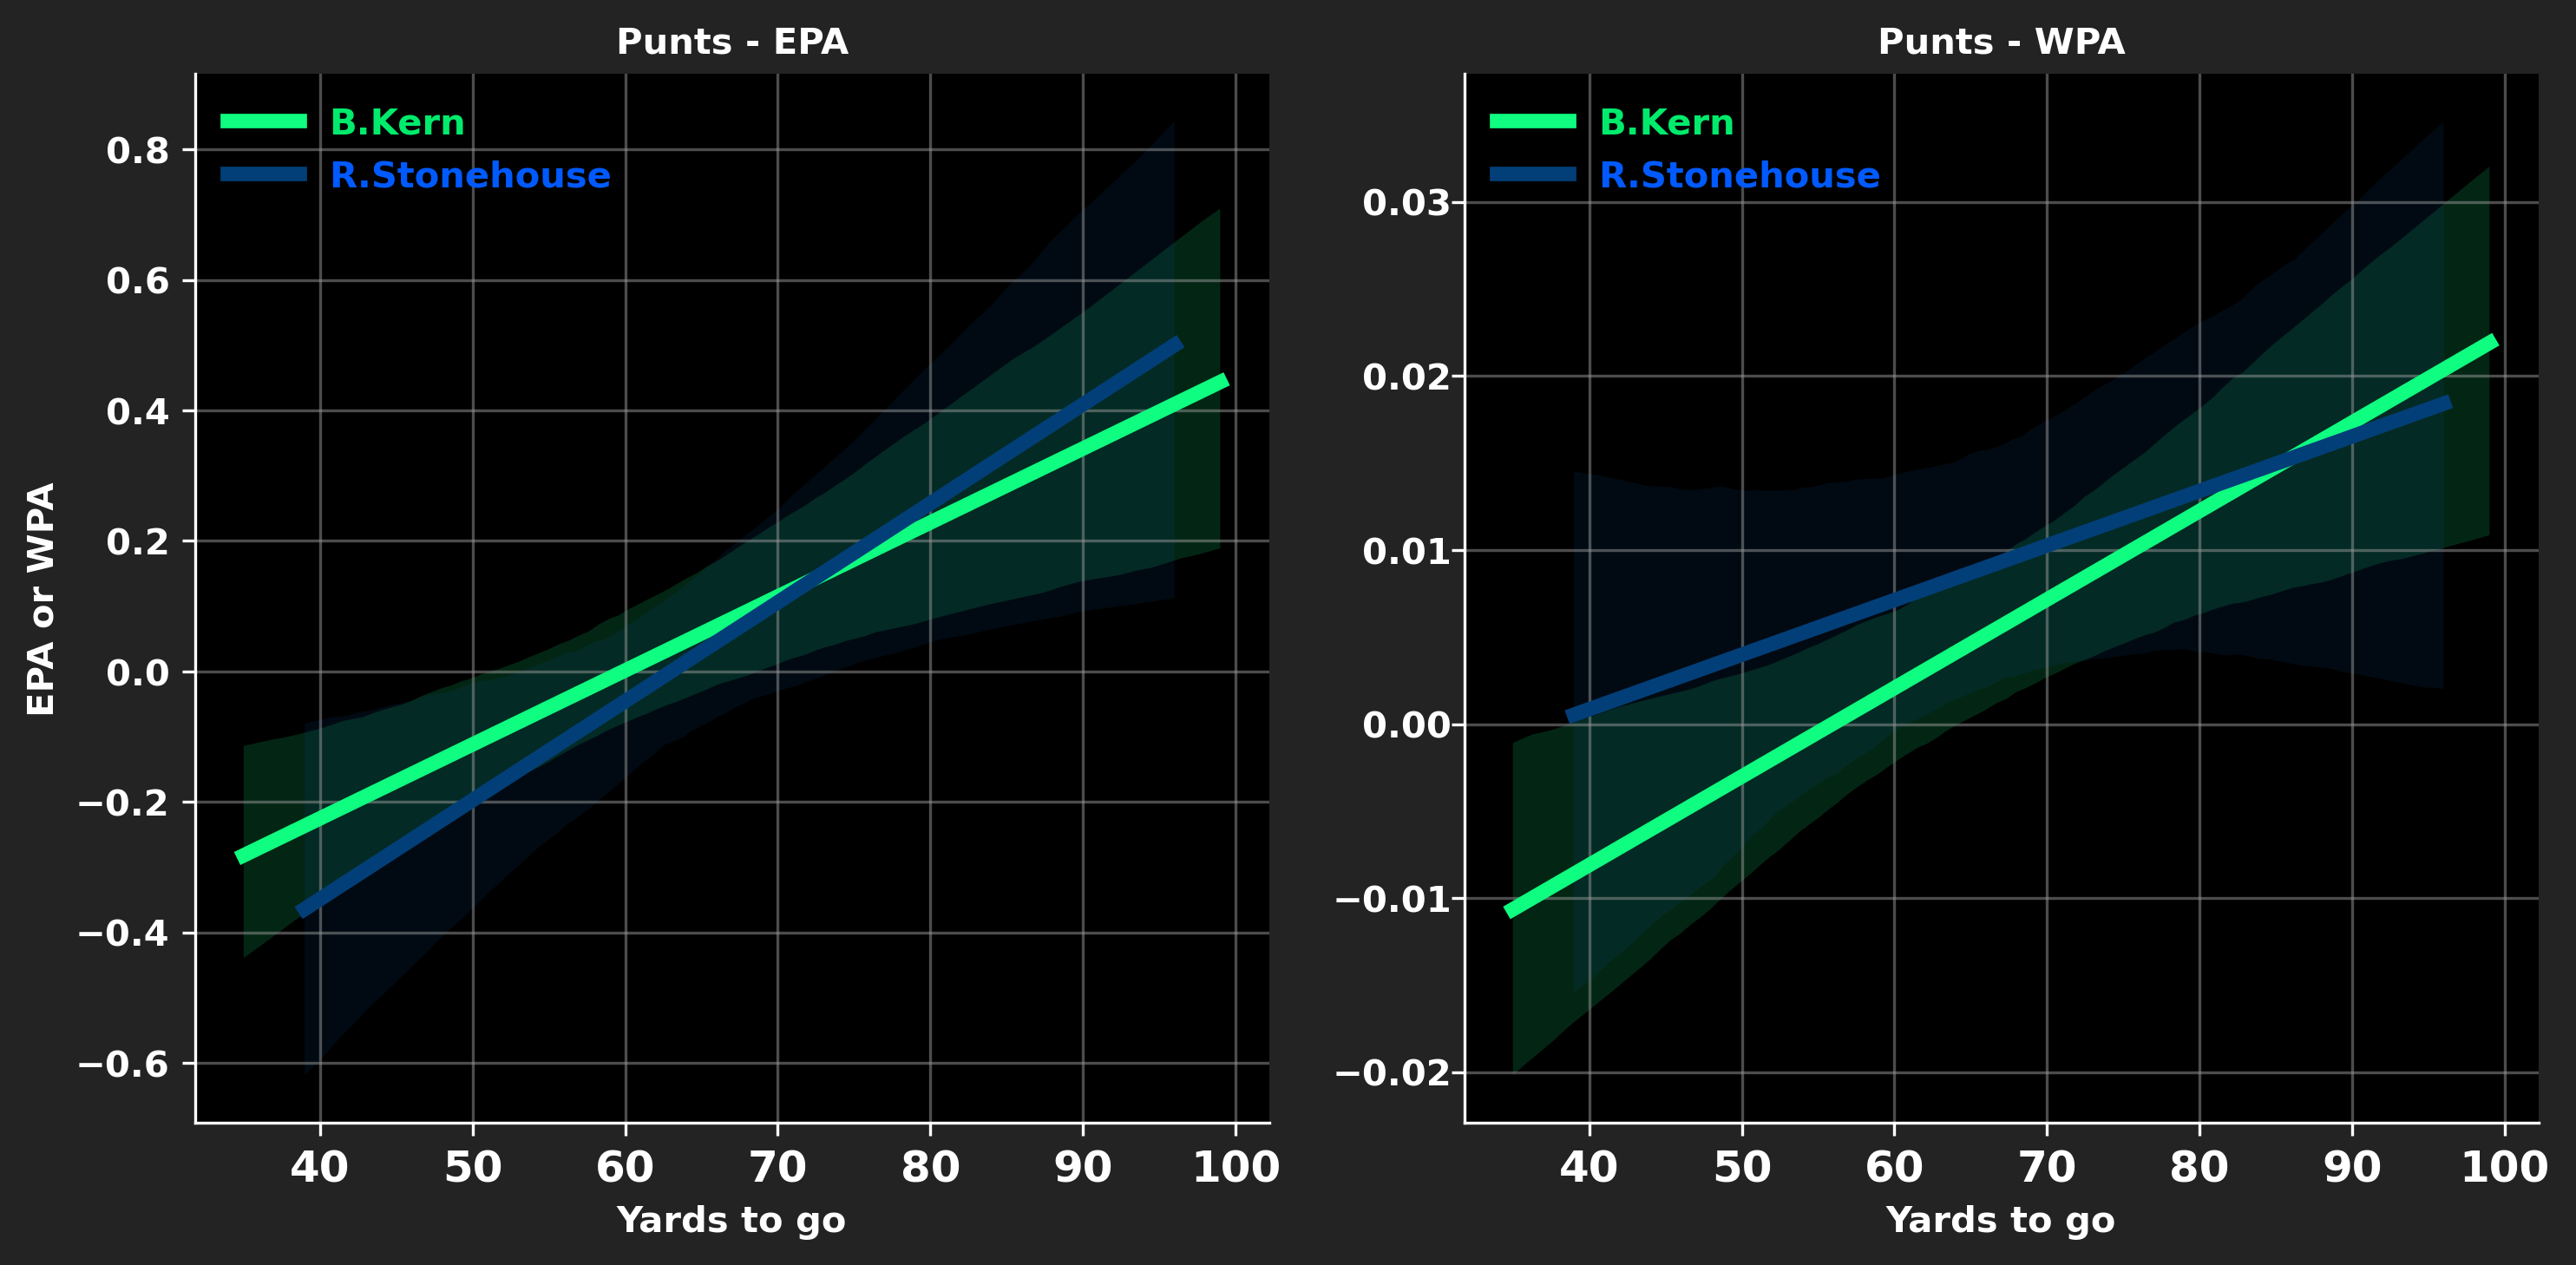 Punts - EPA
B.Kern
R.Stonehouse
EPA or WPA
0.8
0.6
0.4
0.2
0.0
−0.2
−0.4
−0.6
40 50 60 70 80 90 100
Yards to go
Punts - WPA
B.Kern
R.Stonehouse
0.03
0.02
0.01
0.00
−0.01
−0.02
40 50 60 70 80 90 100
Yards to go